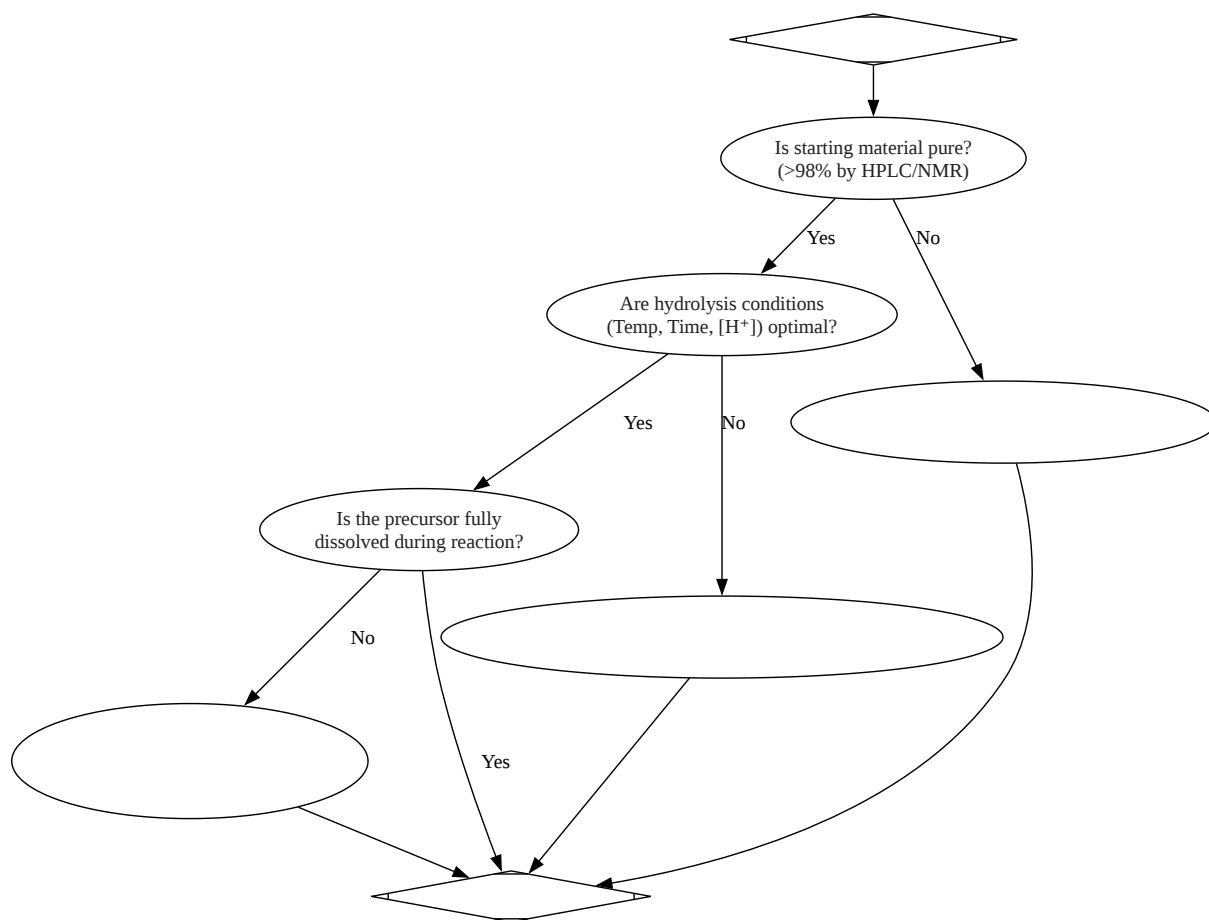 Is starting material pure?
(>98% by HPLC/NMR)
Yes
No
Are hydrolysis conditions
(Temp, Time, [H⁺]) optimal?
Yes
No
Is the precursor fully
dissolved during reaction?
No
Yes